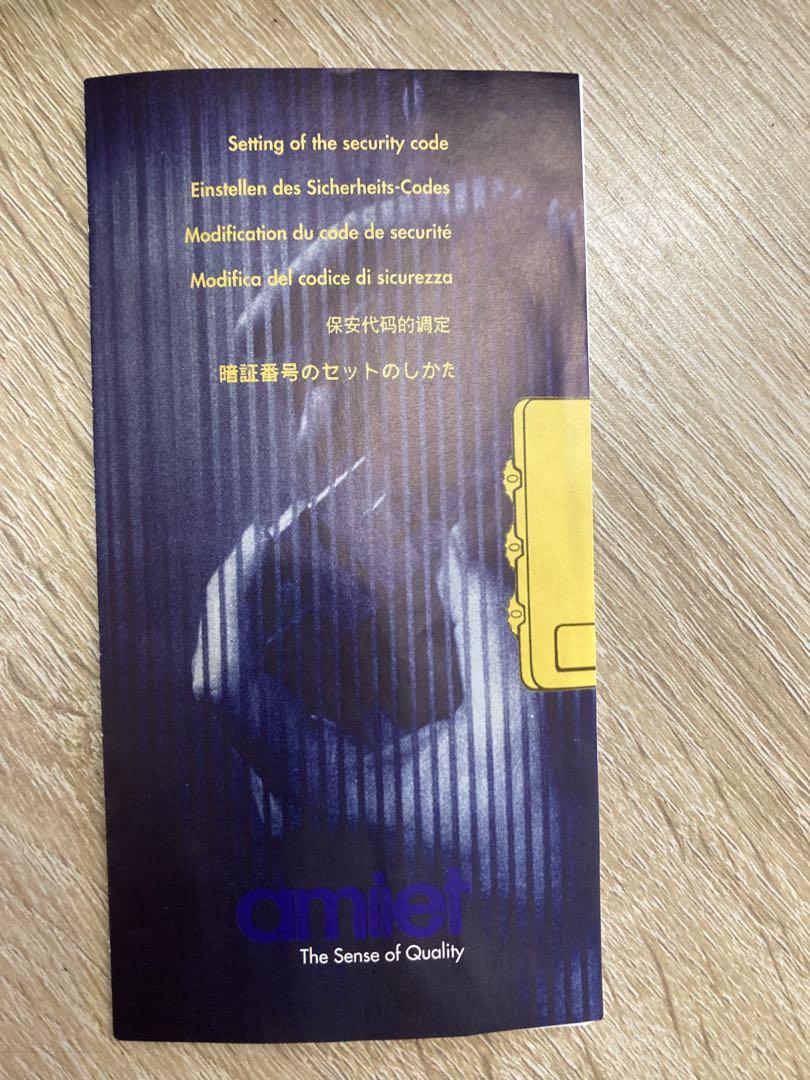 Setting of the security code
Einstellen des Sicherheits-Codes
Modification du code de securité
Modifica del codice di sicurezza
保安代码的调定
暗証番号のセットのしかた
amiet
The Sense of Quality